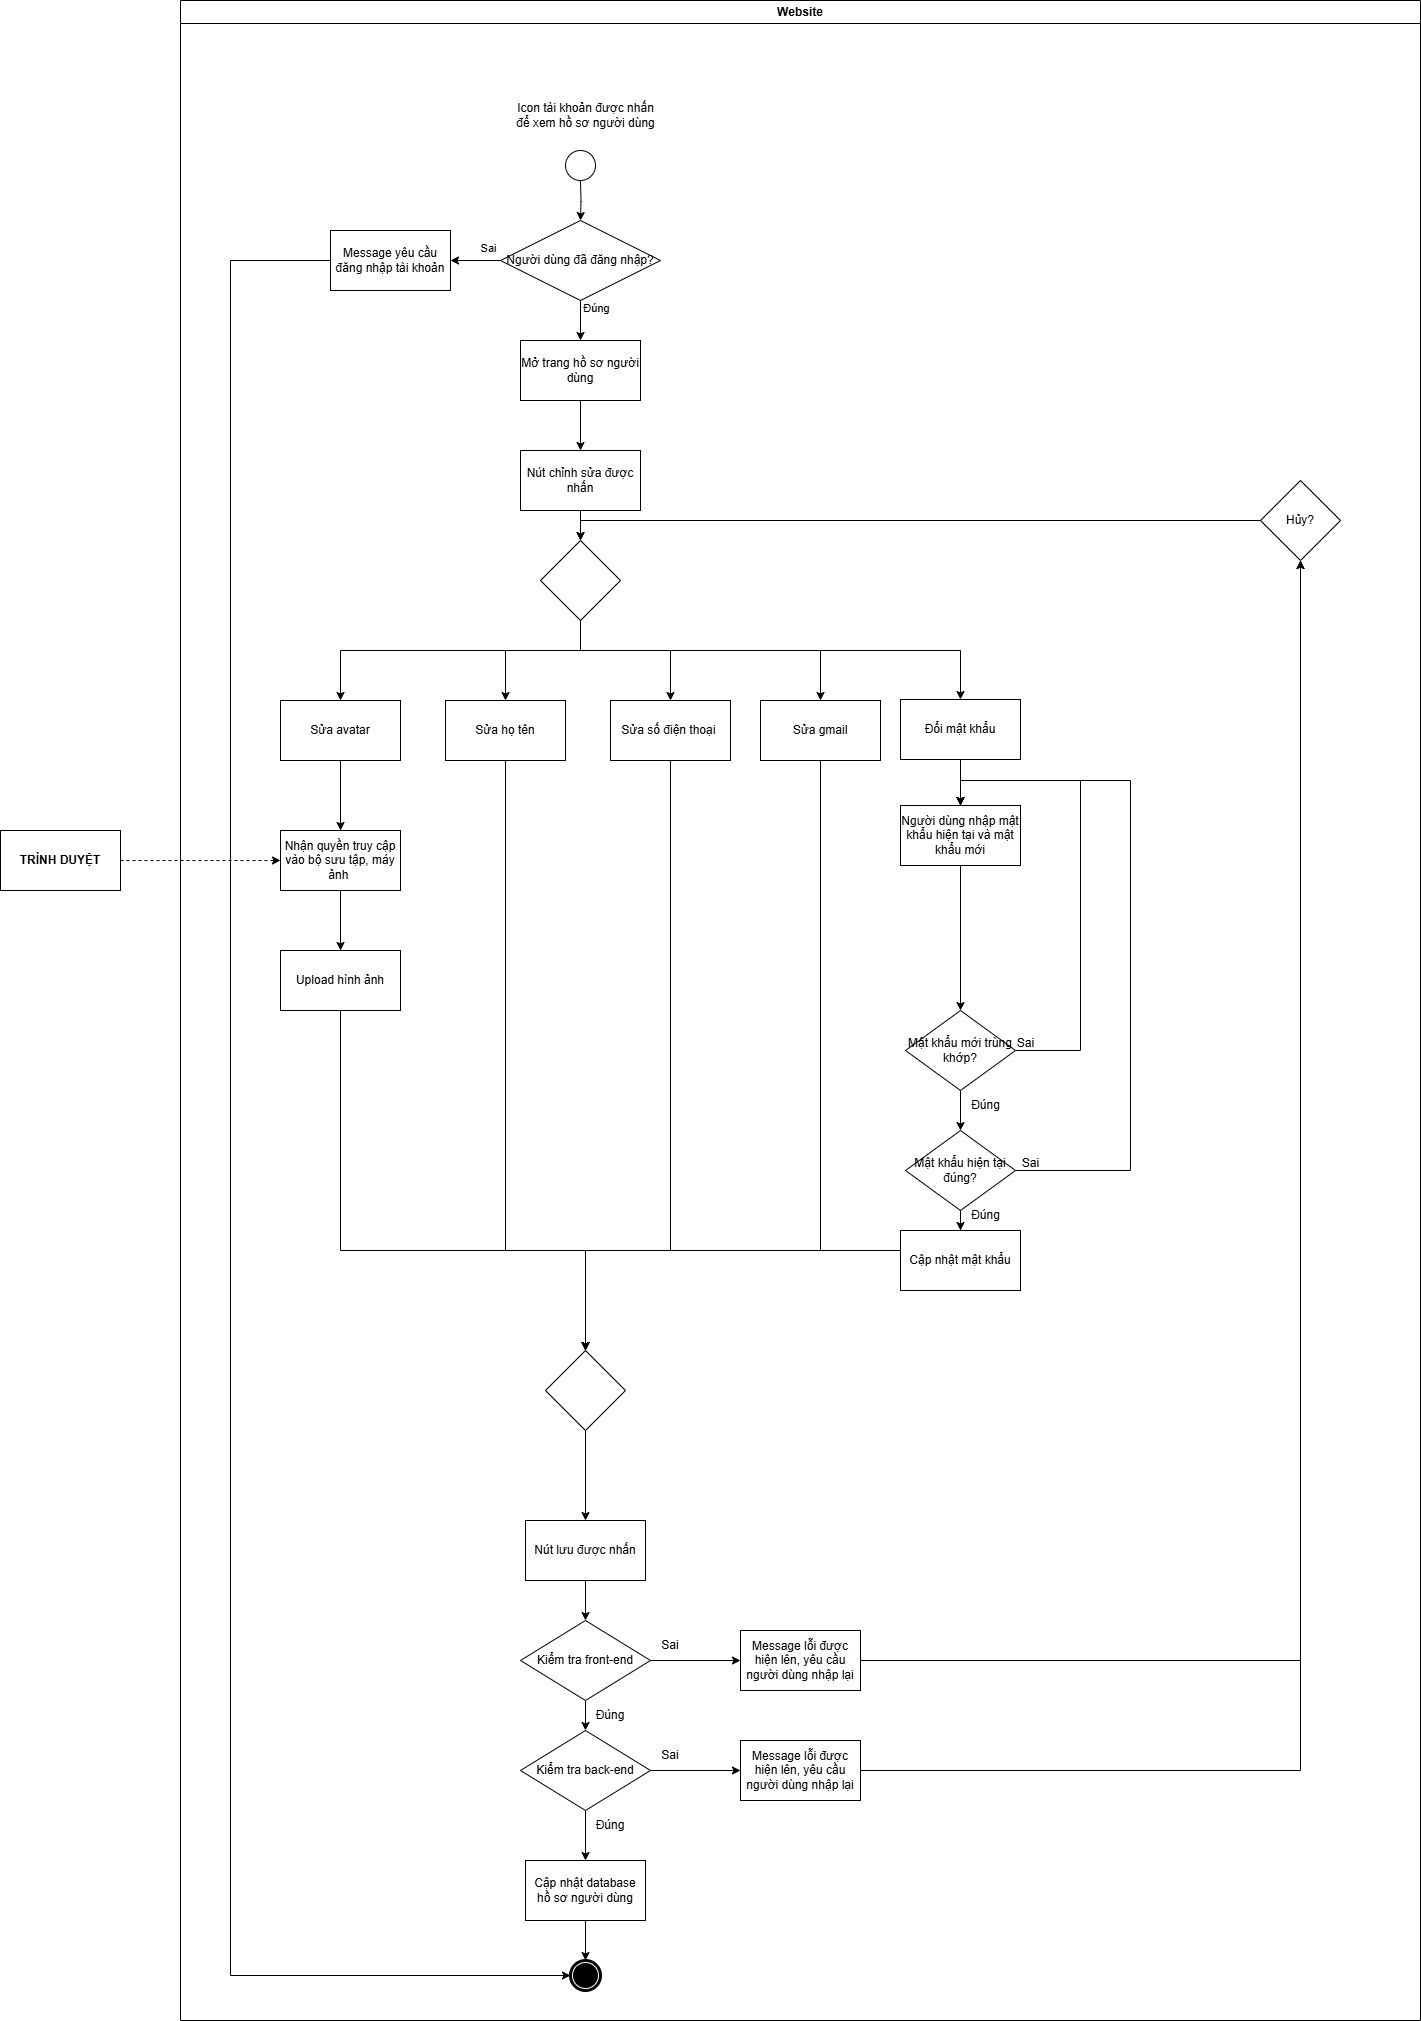 Website
Icon tài khoản được nhấn
để xem hồ sơ người dùng
Message yêu cầu
đăng nhập tài khoản
Sai
Người dùng đã đăng nhập?
Đúng
Mở trang hồ sơ người
dùng
Nút chỉnh sửa được
nhấn
Hủy?
Sửa avatar
Sửa họ tên
Sửa số điện thoại
Sửa gmail
Đổi mật khẩu
TRÌNH DUYỆT
Nhận quyền truy cập
vào bộ sưu tập, máy
ảnh
Người dùng nhập mật
khẩu hiện tại và mật
khẩu mới
Upload hình ảnh
Mật khẩu mới trùng
khớp?
Sai
Đúng
Mật khẩu hiện tại
đúng?
Sai
Đúng
Cập nhật mật khẩu
Nút lưu được nhấn
Kiểm tra front-end
Sai
Message lỗi được
hiện lên, yêu cầu
người dùng nhập lại
Đúng
Kiểm tra back-end
Sai
Message lỗi được
hiện lên, yêu cầu
người dùng nhập lại
Đúng
Cập nhật database
hồ sơ người dùng